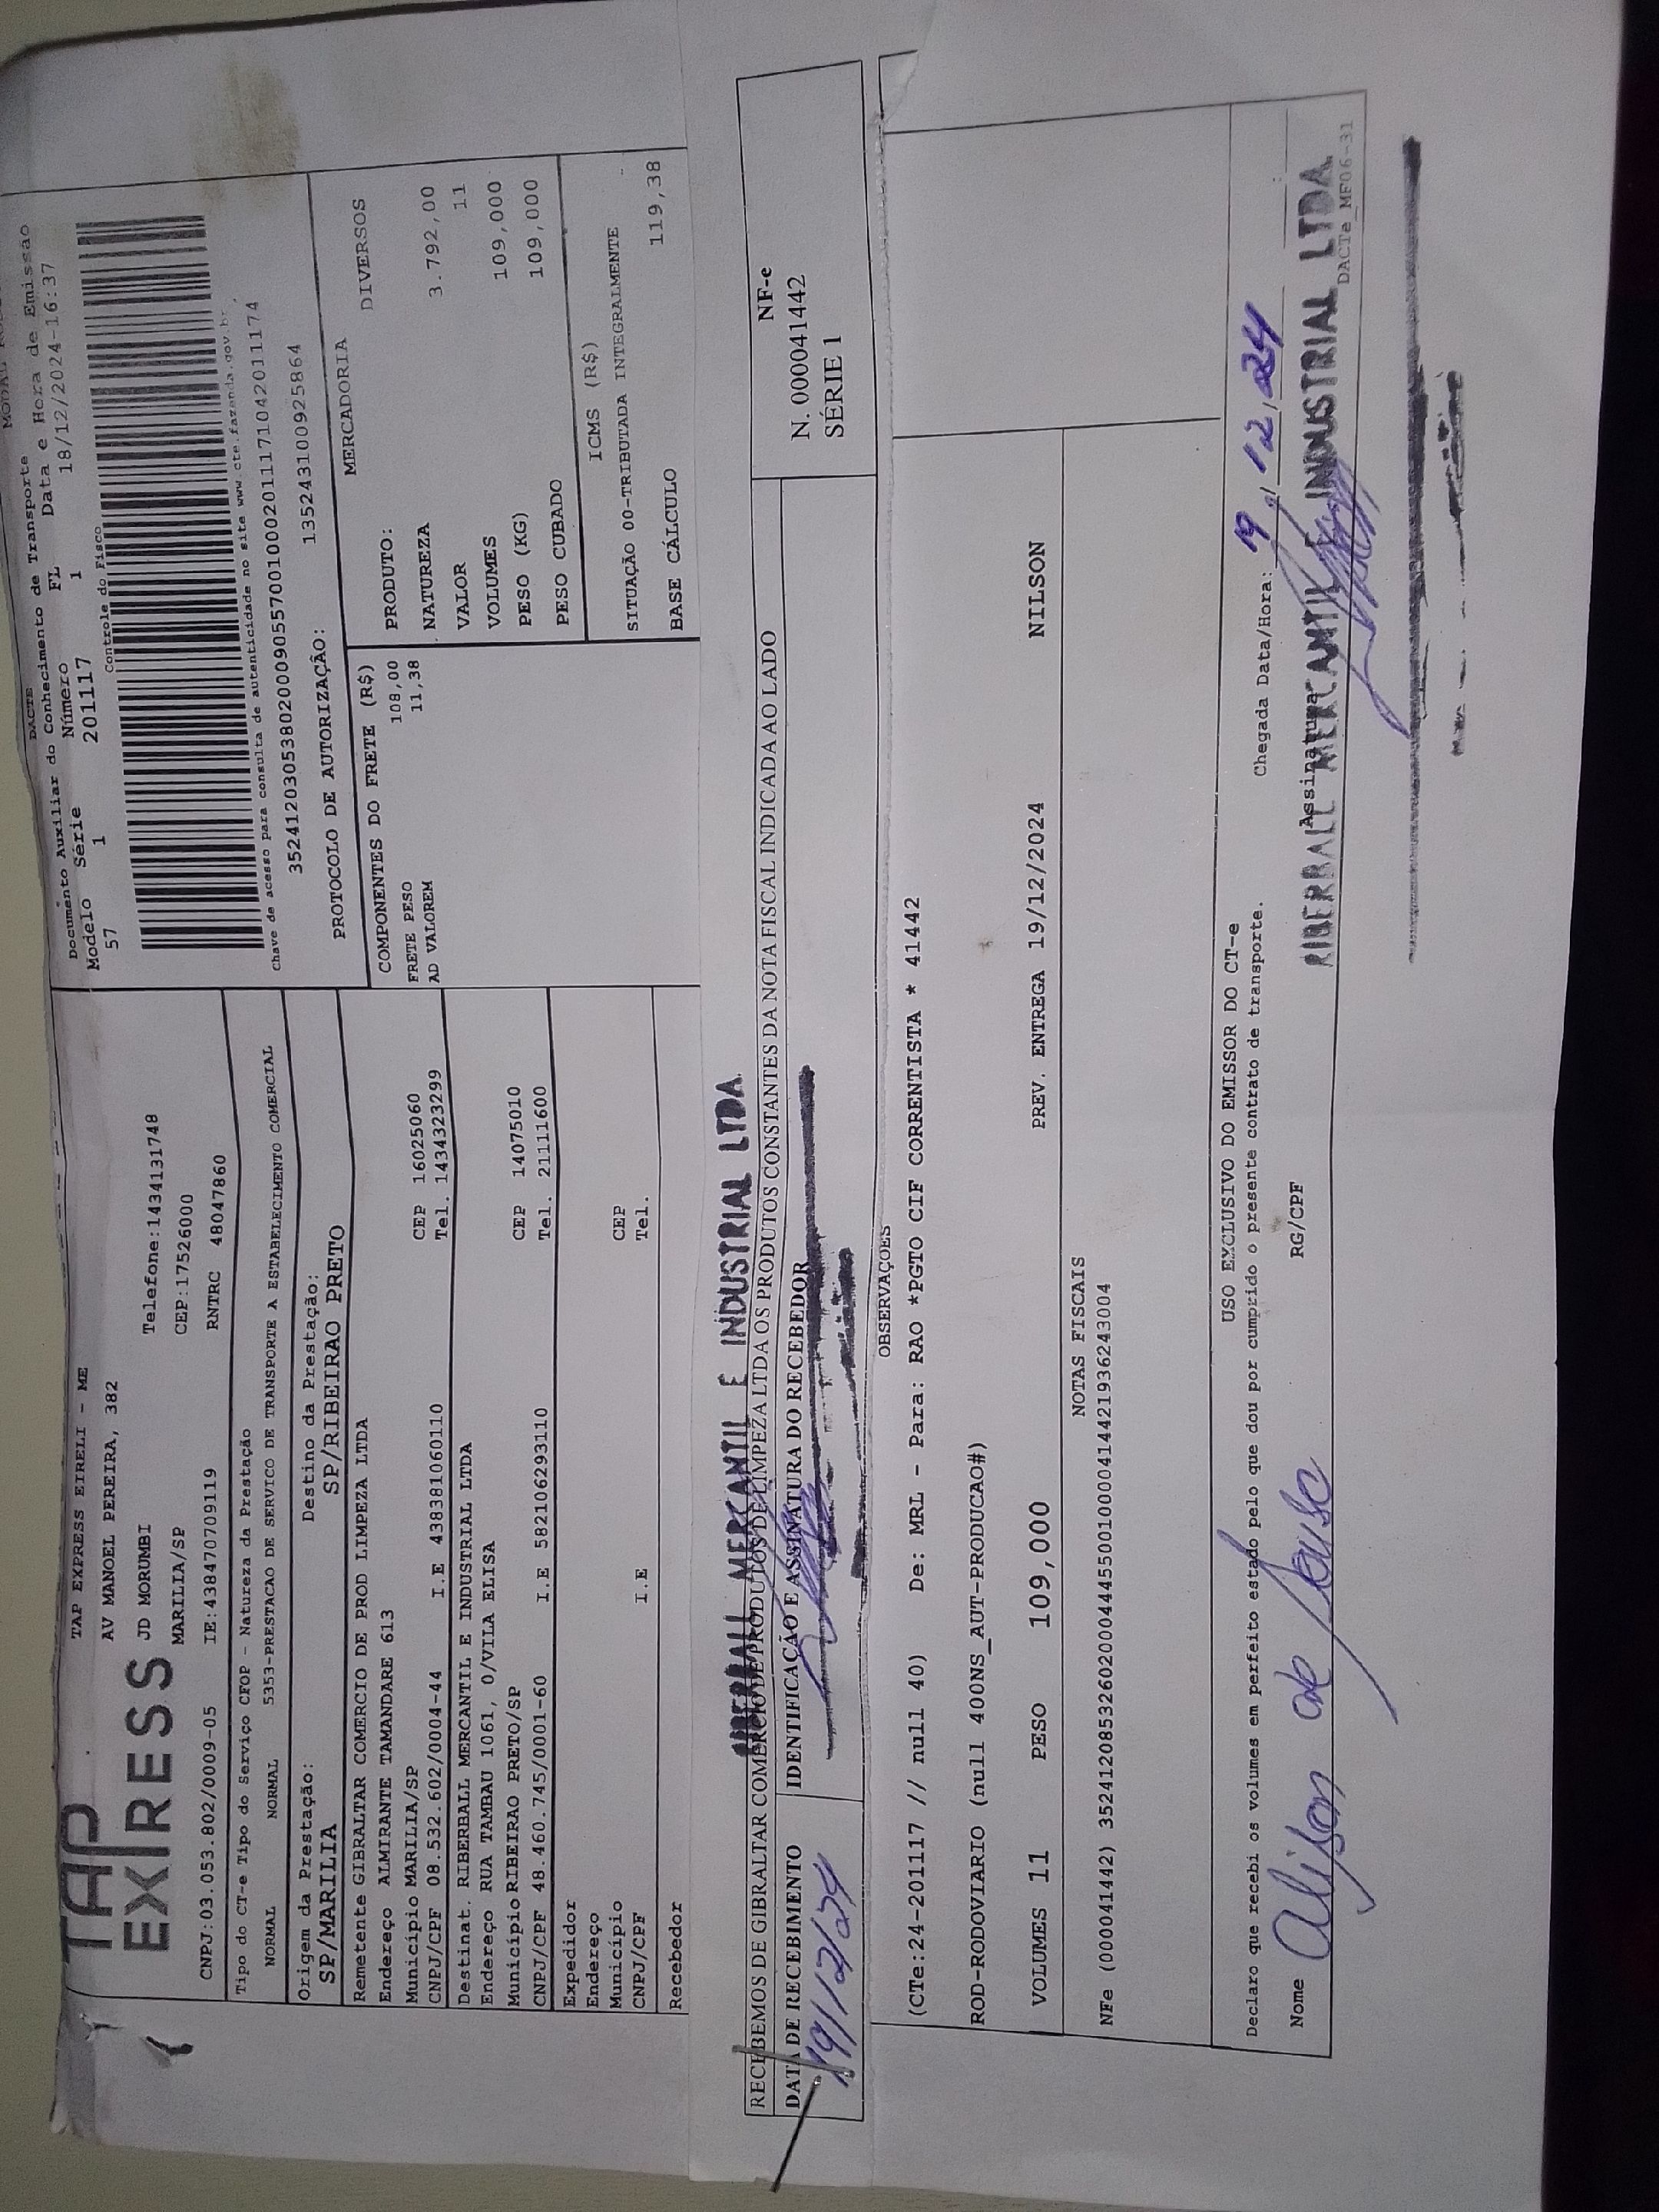 TAP
EXPRESS
TAP EXPRESS EIRELI - ME
AV MANOEL PEREIRA, 382
JD MORUMBI
Telefone:1434131748
MARILIA/SP
CEP:17526000
CNPJ:03.053.802/0009-05
IE:438470709119
RNTRC 48047860
DACTE
Documento Auxiliar do Conhecimento de Transporte
Modelo Série Número FL Data e Hora de Emissão
57 1 201117 1 18/12/2024-16:37
Controle do Fisco
Chave de acesso para consulta de autenticidade no site www.cte.fazenda.gov.br,
35241203053802000905570010002011171042011174
PROTOCOLO DE AUTORIZAÇÃO: 135243100925864
Tipo do CT-e Tipo do Serviço CFOP - Natureza da Prestação
NORMAL NORMAL 5353-PRESTACAO DE SERVICO DE TRANSPORTE A ESTABELECIMENTO COMERCIAL
Origem da Prestação: Destino da Prestação:
SP/MARILIA SP/RIBEIRAO PRETO
Remetente GIBRALTAR COMERCIO DE PROD LIMPEZA LTDA
Endereço ALMIRANTE TAMANDARE 613
Município MARILIA/SP CEP 16025060
CNPJ/CPF 08.532.602/0004-44 I.E 438381060110 Tel. 1434323299
Destinat. RIBERBALL MERCANTIL E INDUSTRIAL LTDA
Endereço RUA TAMBAU 1061, 0/VILA ELISA
Município RIBEIRAO PRETO/SP CEP 14075010
CNPJ/CPF 48.460.745/0001-60 I.E 582106293110 Tel. 21111600
Expedidor
Endereço
Município CEP
CNPJ/CPF I.E Tel.
Recebedor
COMPONENTES DO FRETE (R$)
FRETE PESO 108,00
AD VALOREM 11,38
MERCADORIA
PRODUTO: DIVERSOS
NATUREZA
VALOR 3.792,00
VOLUMES 11
PESO (KG) 109,000
PESO CUBADO 109,000
ICMS (R$)
SITUAÇÃO 00-TRIBUTADA INTEGRALMENTE
BASE CÁLCULO 119,38
RIBERBALL MERCANTIL E INDUSTRIAL LTDA.
RECEBEMOS DE GIBRALTAR COMERCIO DE PRODUTOS DE LIMPEZA LTDA OS PRODUTOS CONSTANTES DA NOTA FISCAL INDICADA AO LADO
DATA DE RECEBIMENTO
IDENTIFICAÇÃO E ASSINATURA DO RECEBEDOR
19/12/24
NF-e
N. 000041442
SÉRIE 1
OBSERVAÇOES
(CTe:24-201117 // null 40) De: MRL - Para: RAO *PGTO CIF CORRENTISTA * 41442
ROD-RODOVIARIO (null 400NS_AUT-PRODUCAO#)
VOLUMES 11 PESO 109,000 PREV. ENTREGA 19/12/2024 NILSON
NOTAS FISCAIS
NFe (000041442) 35241208532602000444550010000414421936243004
USO EXCLUSIVO DO EMISSOR DO CT-e
Declaro que recebi os volumes em perfeito estado pelo que dou por cumprido o presente contrato de transporte.
Chegada Data/Hora: 19/12/24
Nome Alison de Souse
RG/CPF
Assinatura
RIBERBALL MERCANTIL E INDUSTRIAL LTDA
DACTe_MF06-31